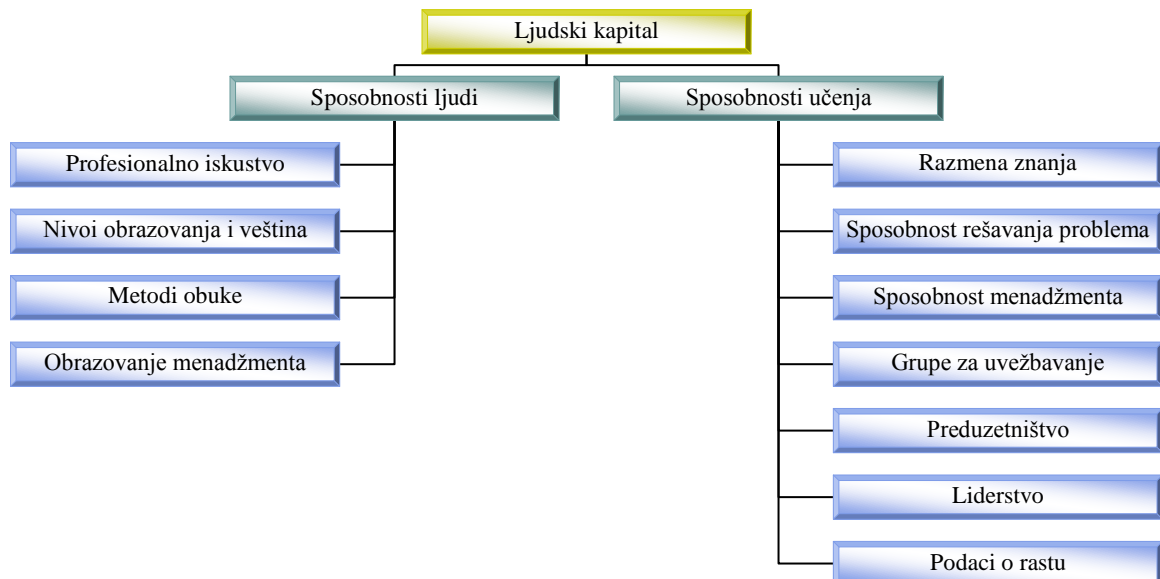 Ljudski kapital
Sposobnosti ljudi
Sposobnosti učenja
Profesionalno iskustvo
Nivoi obrazovanja i veština
Metodi obuke
Obrazovanje menadžmenta
Razmena znanja
Sposobnost rešavanja problema
Sposobnost menadžmenta
Grupe za uvežbavanje
Preduzetništvo
Liderstvo
Podaci o rastu